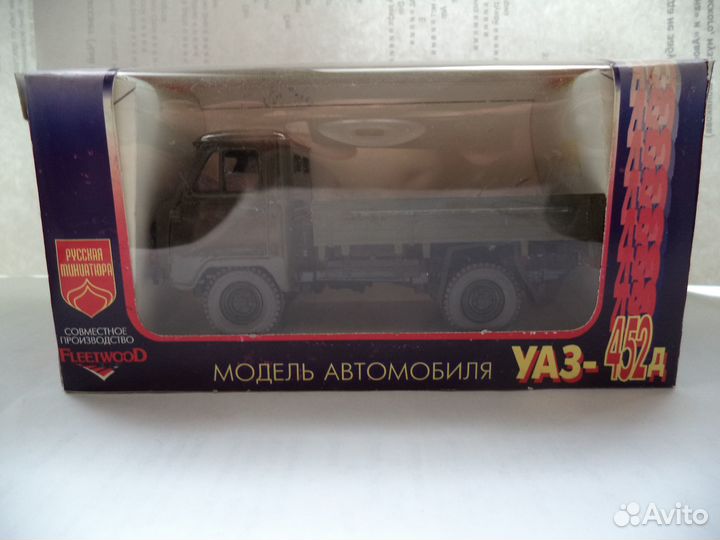 РУССКАЯ
МИНИАТЮРА
СОВМЕСТНОЕ
ПРОИЗВОДСТВО
FLEETWOOD
МОДЕЛЬ АВТОМОБИЛЯ УАЗ-452Д
Avito